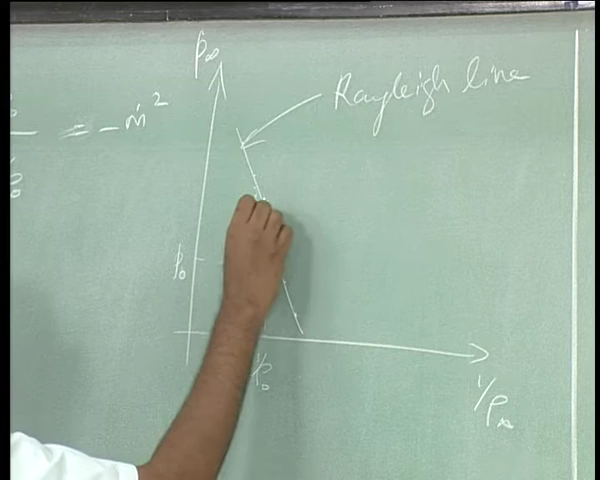 p∞
Rayleigh line
= -ṁ²
p₀
1/ρ₀
1/ρ∞